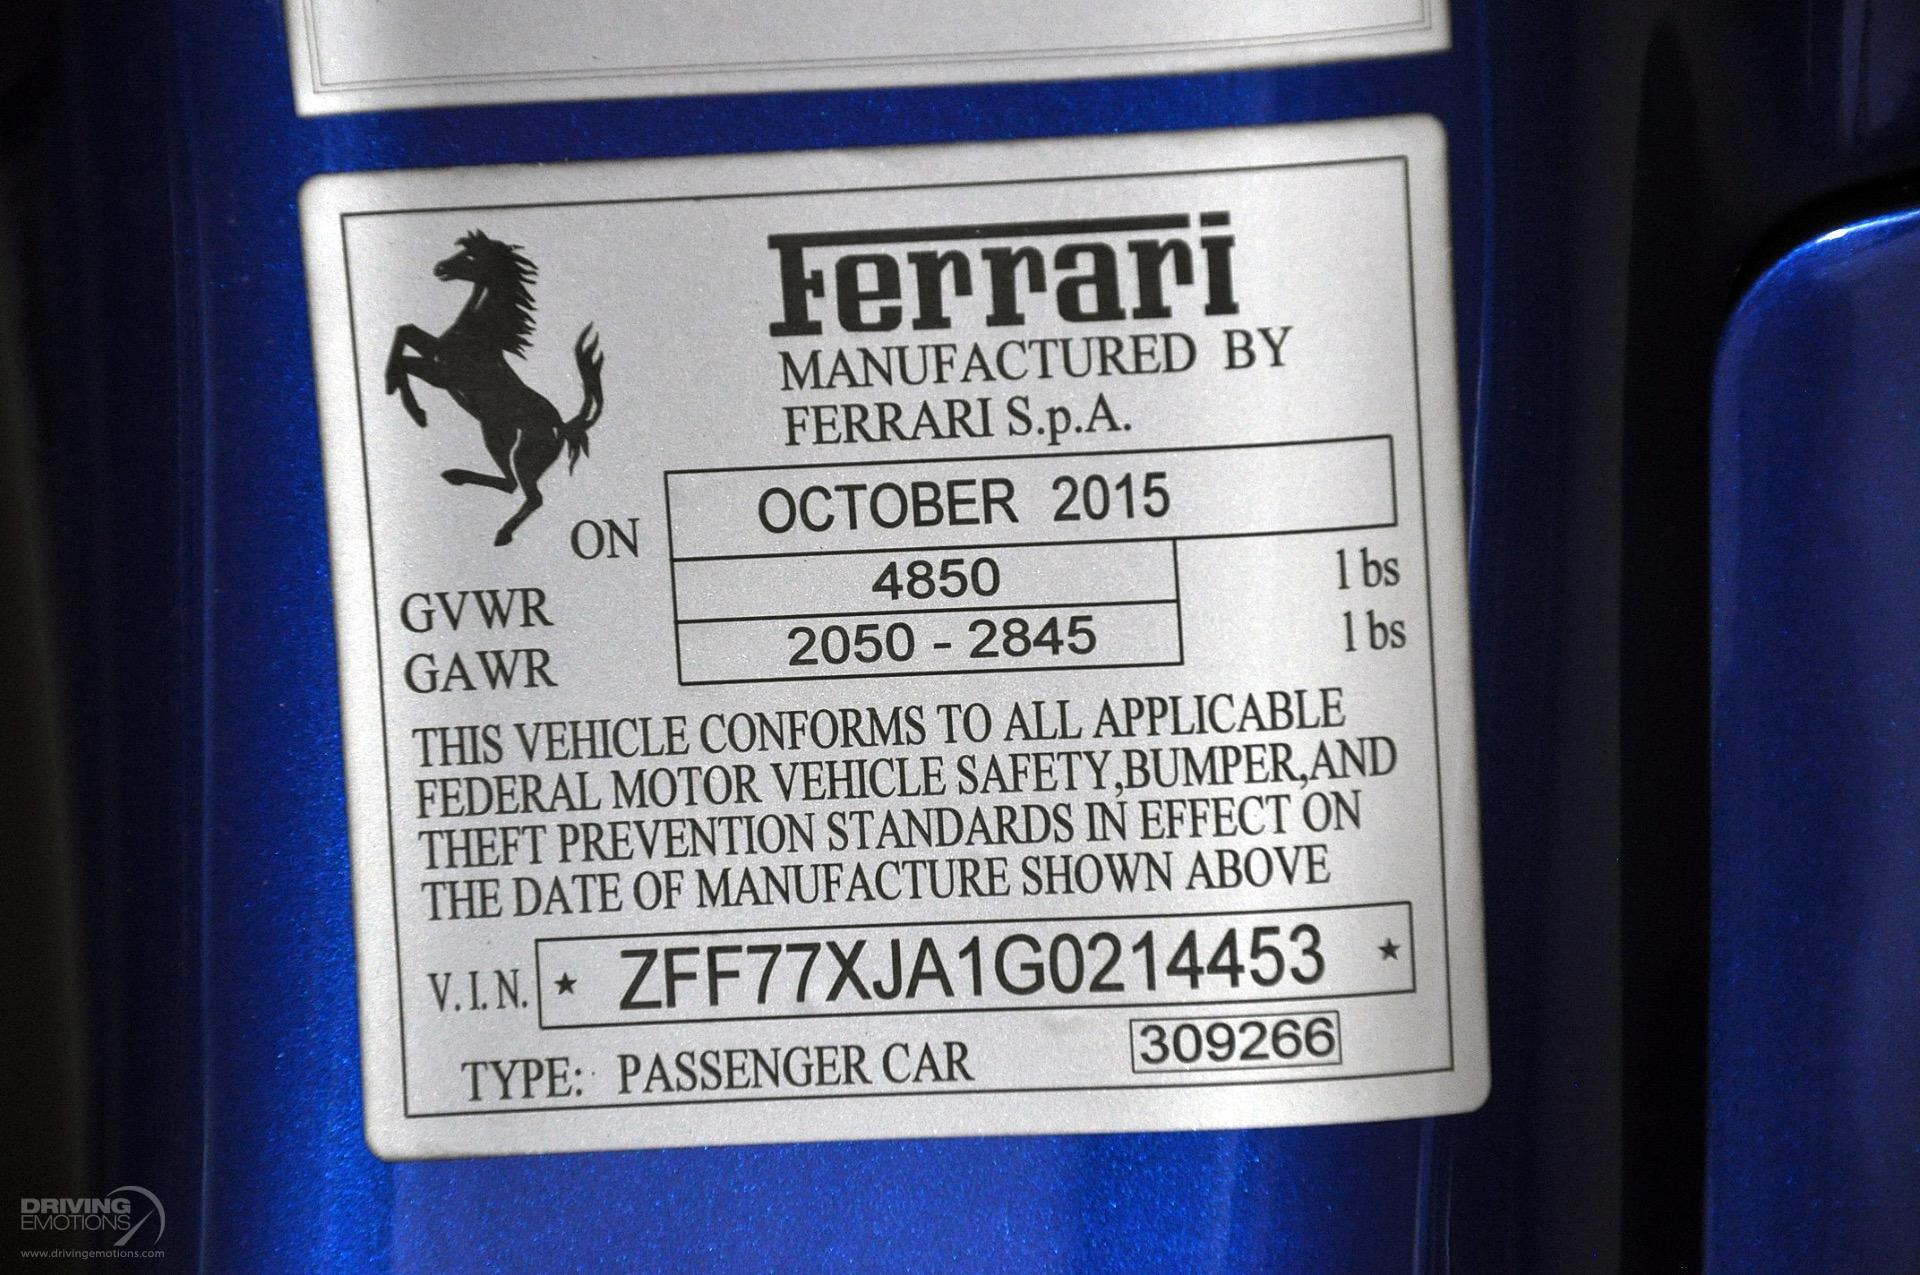 Ferrari
MANUFACTURED BY
FERRARI S.p.A.
ON OCTOBER 2015
GVWR 4850 lbs
GAWR 2050 - 2845 lbs
THIS VEHICLE CONFORMS TO ALL APPLICABLE
FEDERAL MOTOR VEHICLE SAFETY,BUMPER,AND
THEFT PREVENTION STANDARDS IN EFFECT ON
THE DATE OF MANUFACTURE SHOWN ABOVE
V.I.N. ★ ZFF77XJA1G0214453 ★
TYPE: PASSENGER CAR 309266
DRIVING
EMOTIONS
www.drivingemotions.com